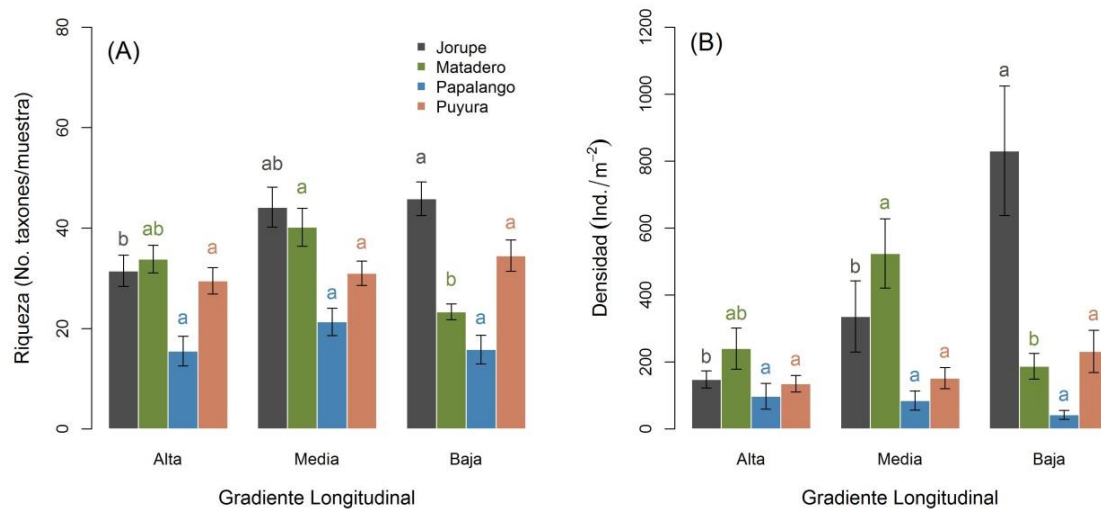 (A)
Riqueza (No. taxones/muestra)
80
60
40
20
0
Jorupe
Matadero
Papalango
Puyura
b
ab
a
a
ab
a
a
a
a
b
a
a
Alta
Media
Baja
Gradiente Longitudinal
(B)
Densidad (Ind./m⁻²)
1200
1000
800
600
400
200
0
b
ab
a
a
b
a
a
a
a
b
a
a
Alta
Media
Baja
Gradiente Longitudinal